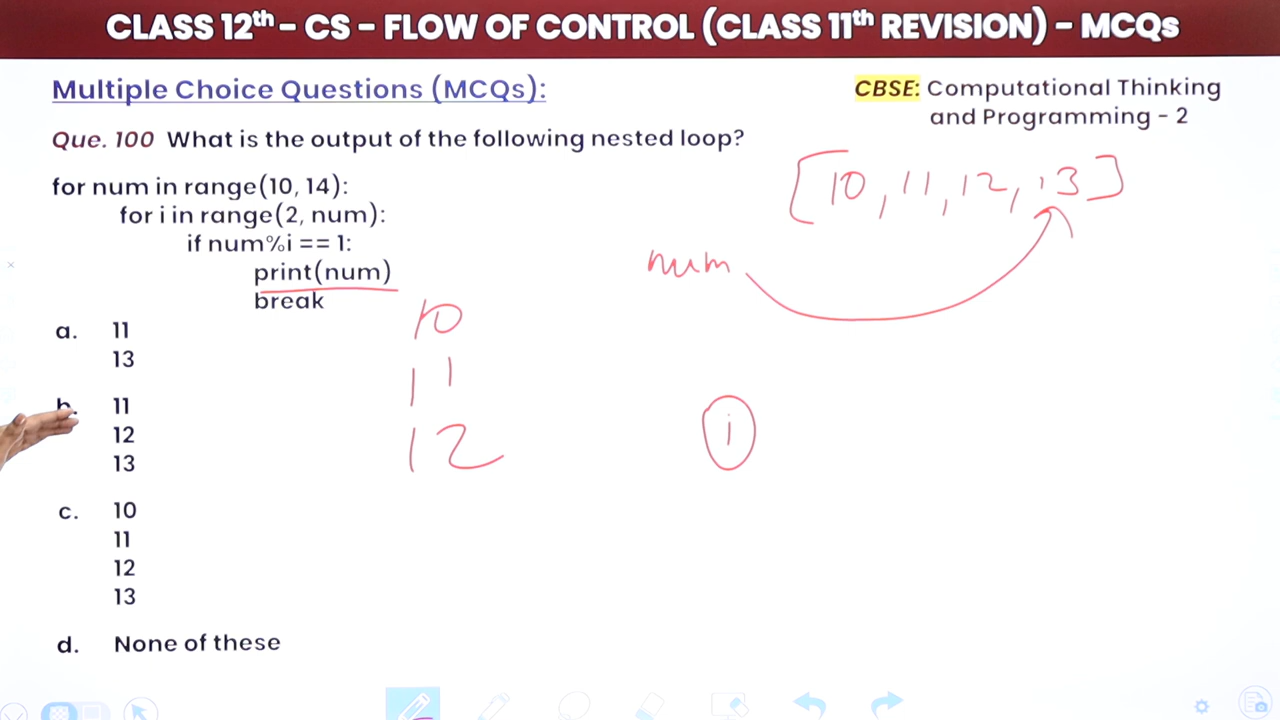 CLASS 12th - CS - FLOW OF CONTROL (CLASS 11th REVISION) - MCQs
Multiple Choice Questions (MCQs):
CBSE: Computational Thinking
and Programming - 2
Que. 100 What is the output of the following nested loop?
for num in range(10, 14):
for i in range(2, num):
if num%i == 1:
print(num)
break
[10, 11, 12, 13]
num
10
11
12
i
a. 11
13
b. 11
12
13
c. 10
11
12
13
d. None of these